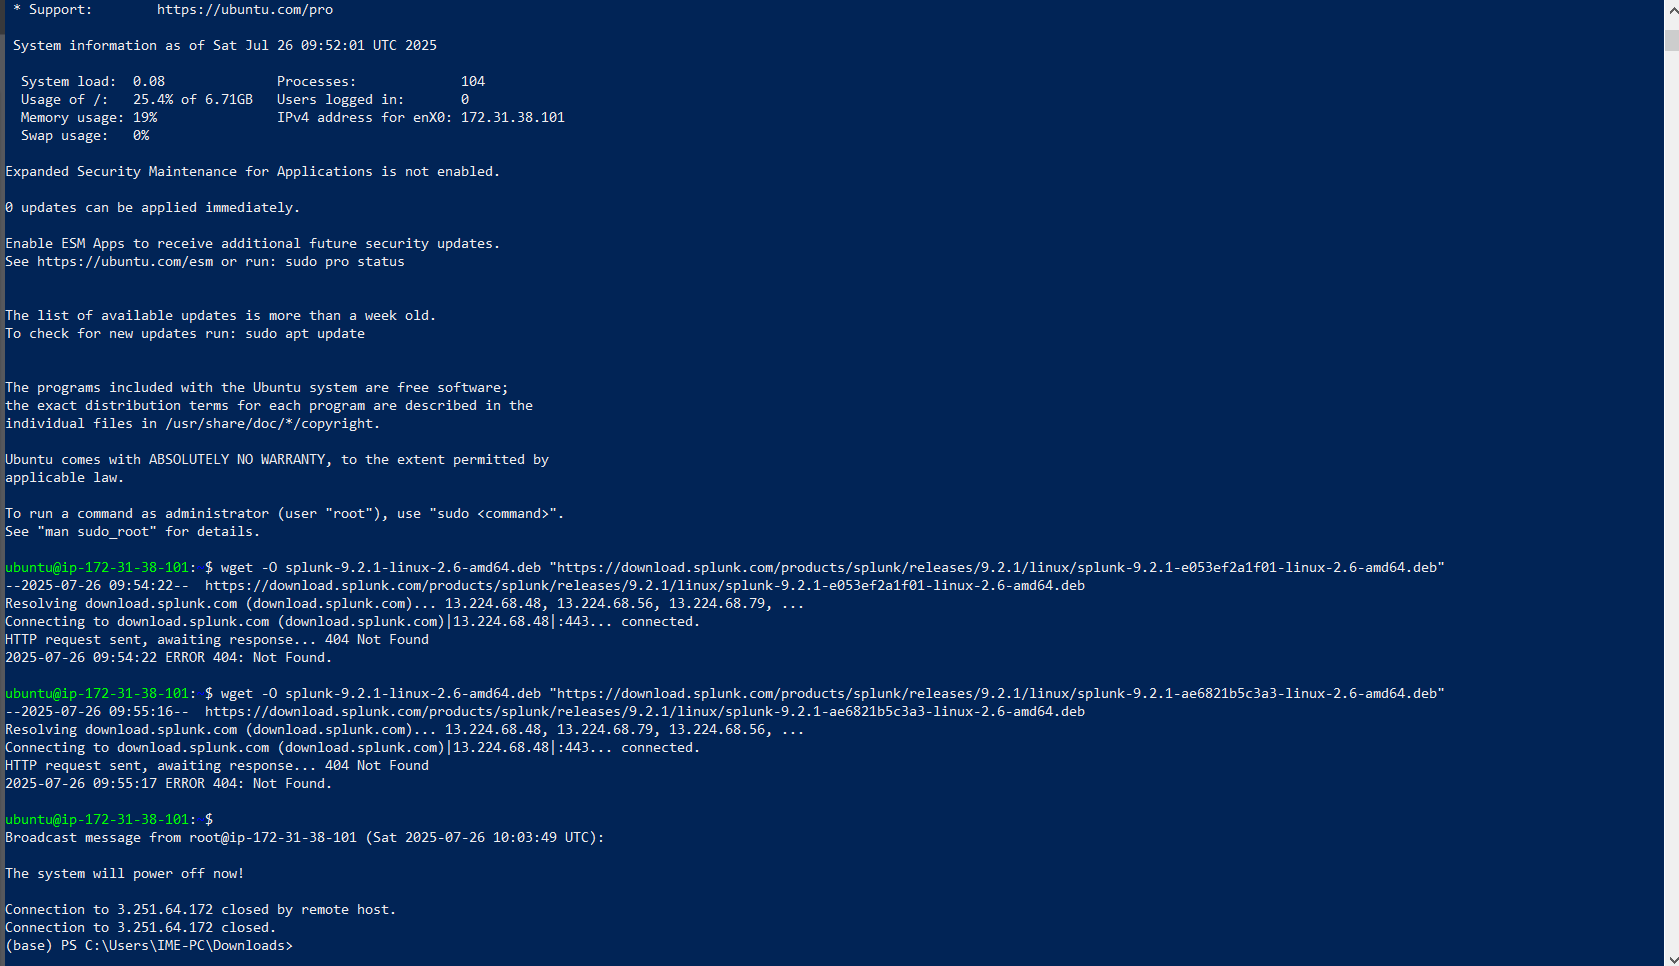 * Support:        https://ubuntu.com/pro
 System information as of Sat Jul 26 09:52:01 UTC 2025
  System load:  0.08              Processes:             104
  Usage of /:   25.4% of 6.71GB   Users logged in:       0
  Memory usage: 19%               IPv4 address for enX0: 172.31.38.101
  Swap usage:   0%
Expanded Security Maintenance for Applications is not enabled.
0 updates can be applied immediately.
Enable ESM Apps to receive additional future security updates.
See https://ubuntu.com/esm or run: sudo pro status
The list of available updates is more than a week old.
To check for new updates run: sudo apt update
The programs included with the Ubuntu system are free software;
the exact distribution terms for each program are described in the
individual files in /usr/share/doc/*/copyright.
Ubuntu comes with ABSOLUTELY NO WARRANTY, to the extent permitted by
applicable law.
To run a command as administrator (user "root"), use "sudo <command>".
See "man sudo_root" for details.
ubuntu@ip-172-31-38-101:~$ wget -O splunk-9.2.1-linux-2.6-amd64.deb "https://download.splunk.com/products/splunk/releases/9.2.1/linux/splunk-9.2.1-e053ef2a1f01-linux-2.6-amd64.deb"
--2025-07-26 09:54:22--  https://download.splunk.com/products/splunk/releases/9.2.1/linux/splunk-9.2.1-e053ef2a1f01-linux-2.6-amd64.deb
Resolving download.splunk.com (download.splunk.com)... 13.224.68.48, 13.224.68.56, 13.224.68.79, ...
Connecting to download.splunk.com (download.splunk.com)|13.224.68.48|:443... connected.
HTTP request sent, awaiting response... 404 Not Found
2025-07-26 09:54:22 ERROR 404: Not Found.
ubuntu@ip-172-31-38-101:~$ wget -O splunk-9.2.1-linux-2.6-amd64.deb "https://download.splunk.com/products/splunk/releases/9.2.1/linux/splunk-9.2.1-ae6821b5c3a3-linux-2.6-amd64.deb"
--2025-07-26 09:55:16--  https://download.splunk.com/products/splunk/releases/9.2.1/linux/splunk-9.2.1-ae6821b5c3a3-linux-2.6-amd64.deb
Resolving download.splunk.com (download.splunk.com)... 13.224.68.48, 13.224.68.79, 13.224.68.56, ...
Connecting to download.splunk.com (download.splunk.com)|13.224.68.48|:443... connected.
HTTP request sent, awaiting response... 404 Not Found
2025-07-26 09:55:17 ERROR 404: Not Found.
ubuntu@ip-172-31-38-101:~$
Broadcast message from root@ip-172-31-38-101 (Sat 2025-07-26 10:03:49 UTC):
The system will power off now!
Connection to 3.251.64.172 closed by remote host.
Connection to 3.251.64.172 closed.
(base) PS C:\Users\IME-PC\Downloads>